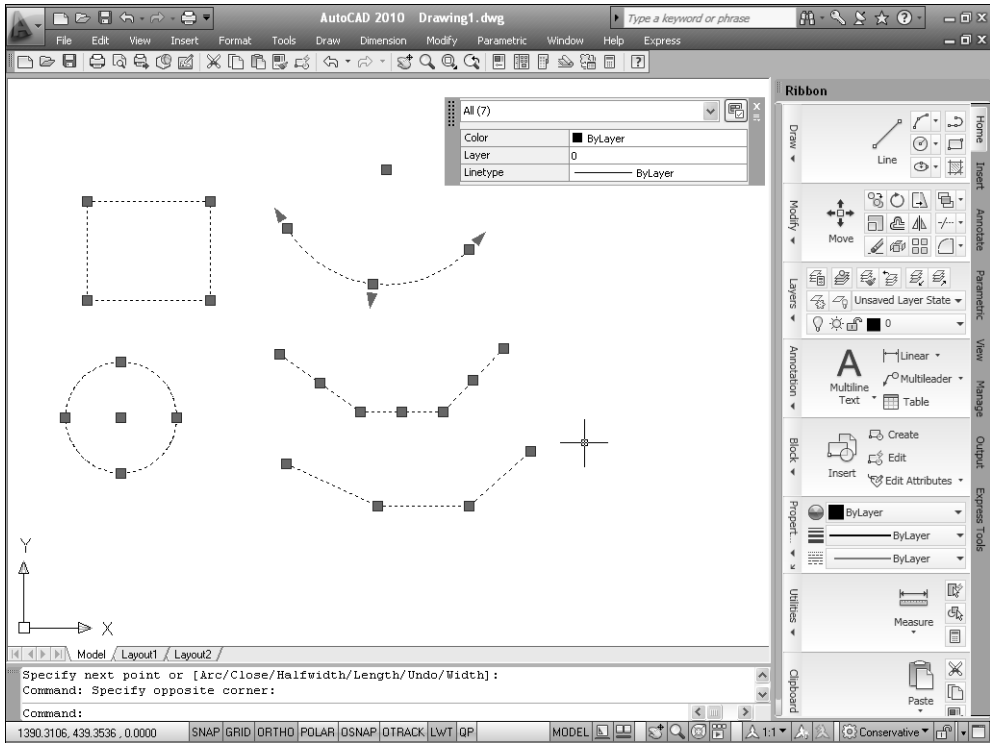 AutoCAD 2010 Drawing1.dwg
Type a keyword or phrase
File Edit View Insert Format Tools Draw Dimension Modify Parametric Window Help Express
All (7)
Color ByLayer
Layer 0
Linetype ByLayer
Y
X
Model Layout1 Layout2
Specify next point or [Arc/Close/Halfwidth/Length/Undo/Width]:
Command: Specify opposite corner:
Command:
1390.3106, 439.3536 , 0.0000 SNAP GRID ORTHO POLAR OSNAP OTRACK LWT QP MODEL 1:1 Conservative
Ribbon
Draw
Line
Modify
Move
Layers
Unsaved Layer State
0
Annotation
A
Multiline
Text
Linear
Multileader
Table
Block
Insert
Create
Edit
Edit Attributes
Propert...
ByLayer
ByLayer
ByLayer
Utilities
Measure
Clipboard
Paste
Home
Insert
Annotate
Parametric
View
Manage
Output
Express Tools